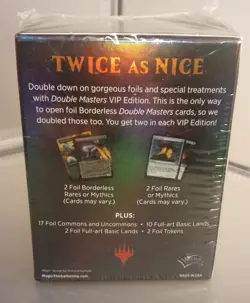 TWICE AS NICE
Double down on gorgeous foils and special treatments
with Double Masters VIP Edition. This is the only way
to open foil Borderless Double Masters cards, so we
doubled those too. You get two in each VIP Edition!
2 Foil Borderless
Rares or Mythics
(Cards may vary.)
2 Foil Rares
or Mythics
(Cards may vary.)
PLUS:
17 Foil Commons and Uncommons • 10 Full-art Basic Lands
2 Foil Full-art Basic Lands • 2 Foil Tokens
MADE IN USA